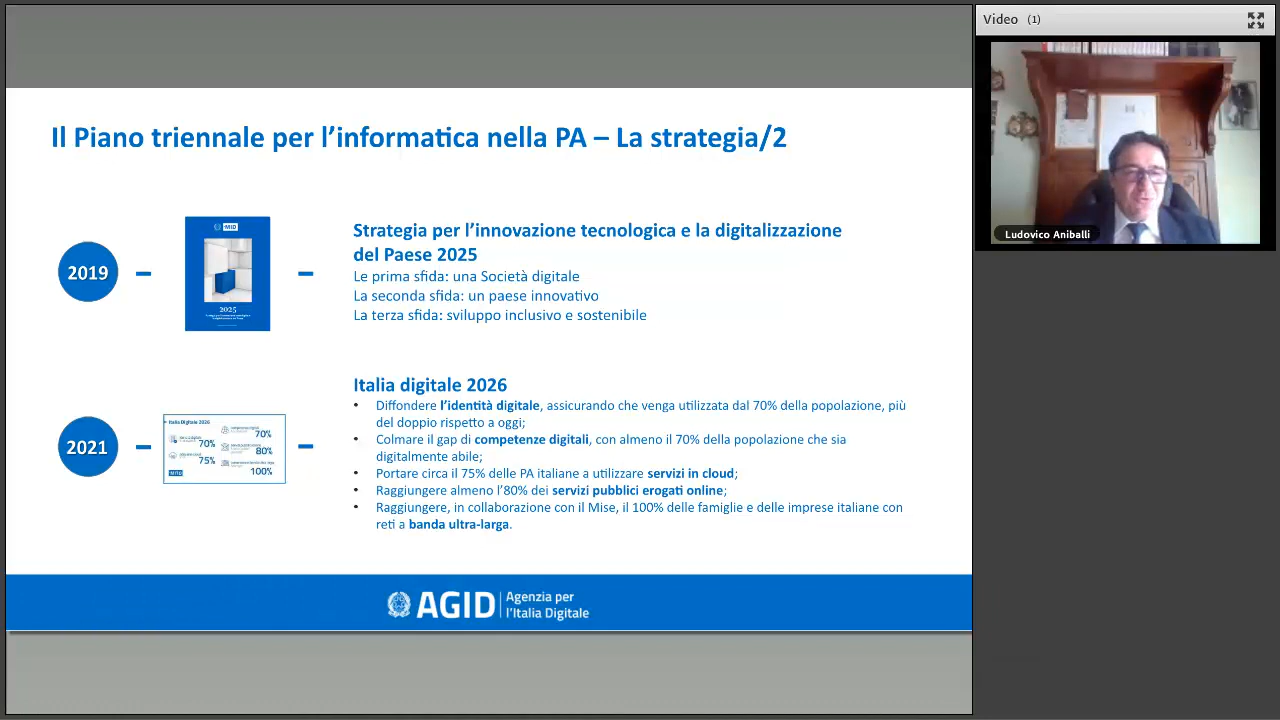 Video (1)
Il Piano triennale per l'informatica nella PA – La strategia/2
2019
MID
2025
Strategia per l'innovazione tecnologica e la digitalizzazione
del Paese 2025
Le prima sfida: una Società digitale
La seconda sfida: un paese innovativo
La terza sfida: sviluppo inclusivo e sostenibile
2021
Italia Digitale 2026
70%
70%
80%
75%
100%
Italia digitale 2026
• Diffondere l'identità digitale, assicurando che venga utilizzata dal 70% della popolazione, più
del doppio rispetto a oggi;
• Colmare il gap di competenze digitali, con almeno il 70% della popolazione che sia
digitalmente abile;
• Portare circa il 75% delle PA italiane a utilizzare servizi in cloud;
• Raggiungere almeno l'80% dei servizi pubblici erogati online;
• Raggiungere, in collaborazione con il Mise, il 100% delle famiglie e delle imprese italiane con
reti a banda ultra-larga.
AGID
Agenzia per
l'Italia Digitale
Ludovico Aniballi